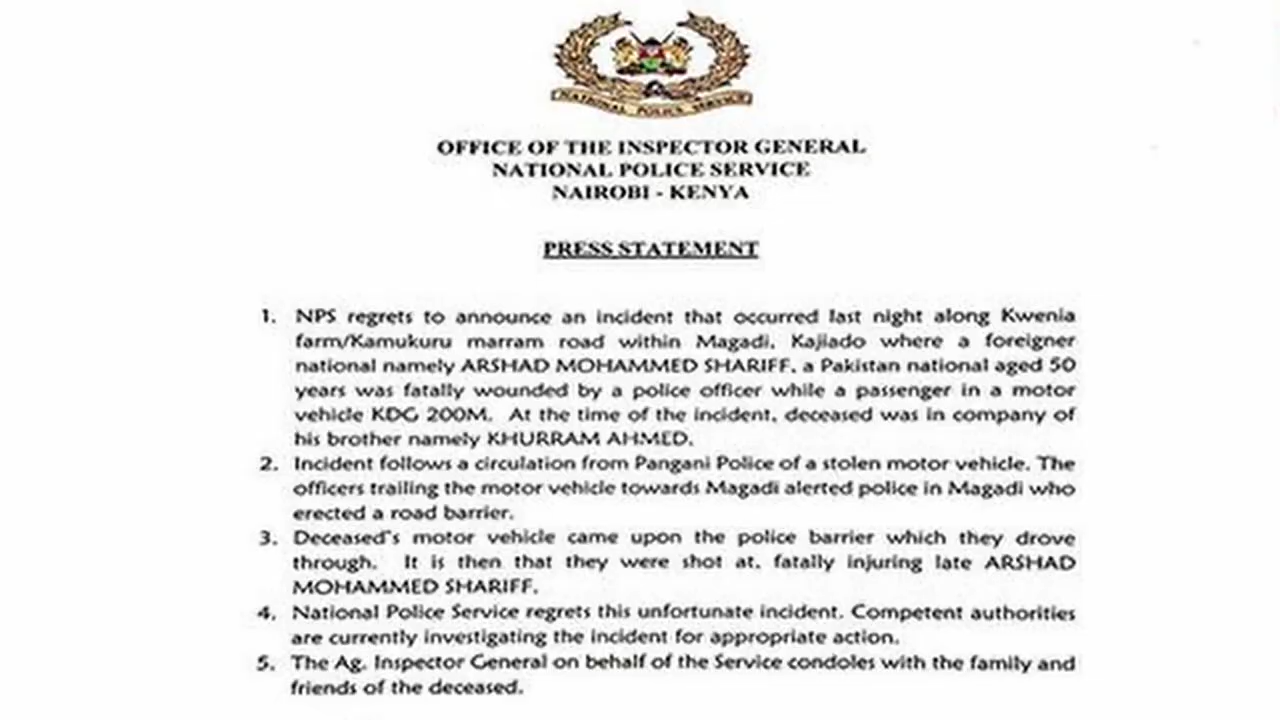 NATIONAL POLICE SERVICE
OFFICE OF THE INSPECTOR GENERAL
NATIONAL POLICE SERVICE
NAIROBI - KENYA
PRESS STATEMENT
1. NPS regrets to announce an incident that occurred last night along Kwenia
farm/Kamukuru marram road within Magadi, Kajiado where a foreigner
national namely ARSHAD MOHAMMED SHARIFF, a Pakistan national aged 50
years was fatally wounded by a police officer while a passenger in a motor
vehicle KDG 200M. At the time of the incident, deceased was in company of
his brother namely KHURRAM AHMED.
2. Incident follows a circulation from Pangani Police of a stolen motor vehicle. The
officers trailing the motor vehicle towards Magadi alerted police in Magadi who
erected a road barrier.
3. Deceased's motor vehicle came upon the police barrier which they drove
through. It is then that they were shot at, fatally injuring late ARSHAD
MOHAMMED SHARIFF.
4. National Police Service regrets this unfortunate incident. Competent authorities
are currently investigating the incident for appropriate action.
5. The Ag. Inspector General on behalf of the Service condoles with the family and
friends of the deceased.